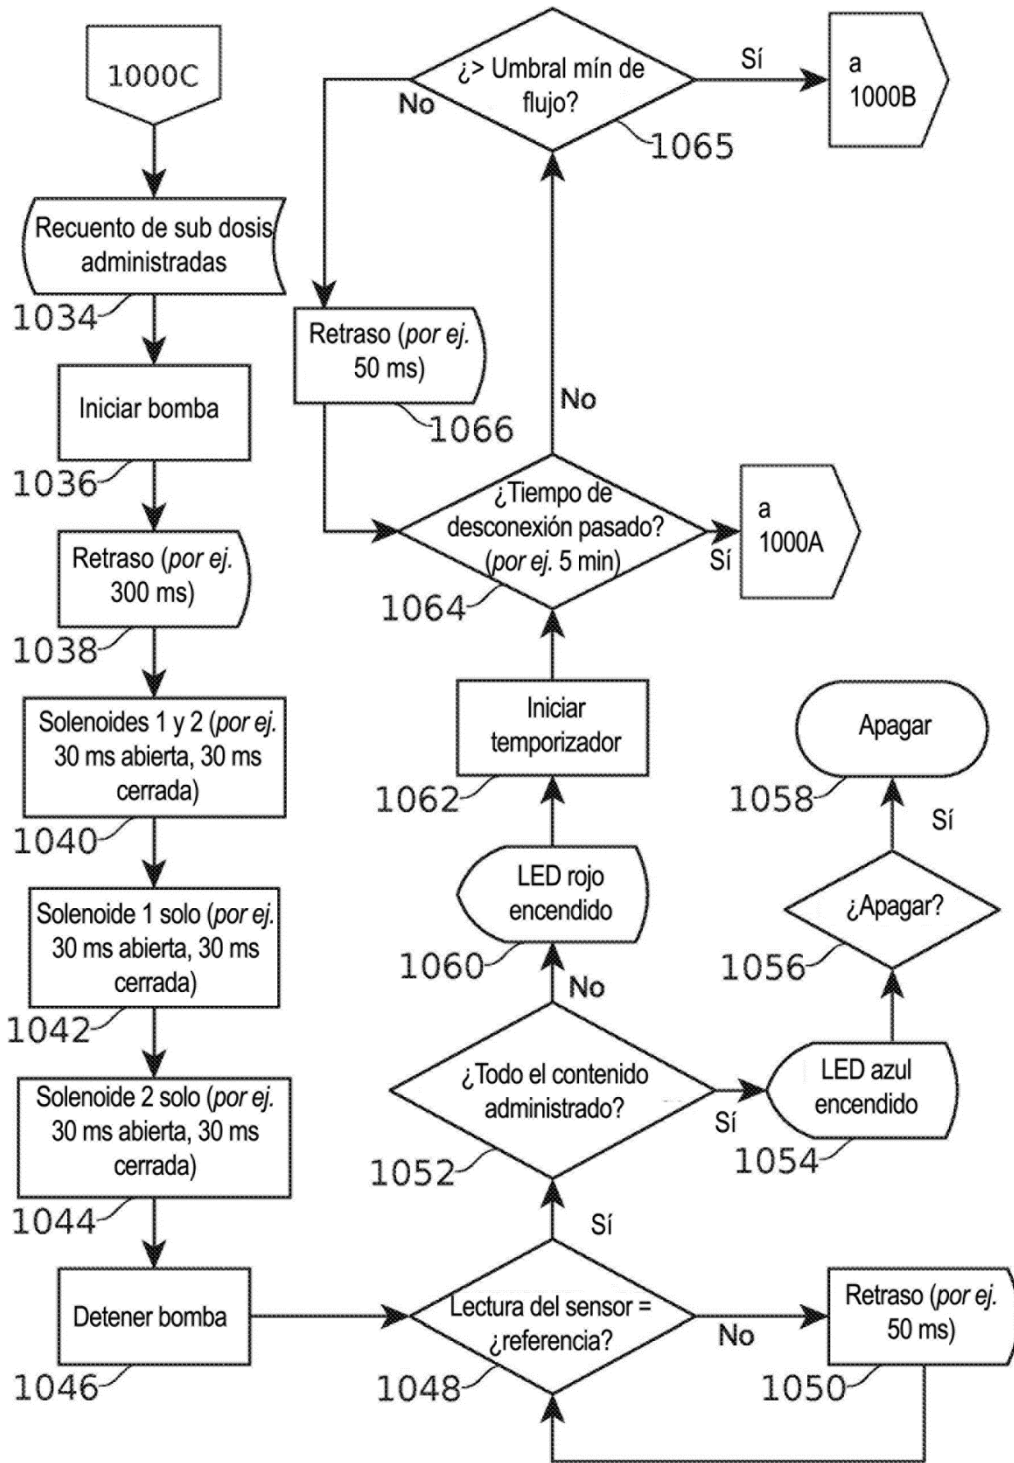 1000C
Recuento de sub dosis
administradas
1034
Iniciar bomba
1036
Retraso (por ej.
300 ms)
1038
Solenoides 1 y 2 (por ej.
30 ms abierta, 30 ms
cerrada)
1040
Solenoide 1 solo (por ej.
30 ms abierta, 30 ms
cerrada)
1042
Solenoide 2 solo (por ej.
30 ms abierta, 30 ms
cerrada)
1044
Detener bomba
1046
Lectura del sensor =
¿referencia?
1048
No
Retraso (por ej.
50 ms)
1050
Sí
¿Todo el contenido
administrado?
1052
Sí
LED azul
encendido
1054
¿Apagar?
1056
Sí
Apagar
1058
No
LED rojo
encendido
1060
Iniciar
temporizador
1062
¿Tiempo de
desconexión pasado?
(por ej. 5 min)
1064
Sí
a
1000A
No
¿> Umbral mín de
flujo?
1065
Sí
a
1000B
No
Retraso (por ej.
50 ms)
1066